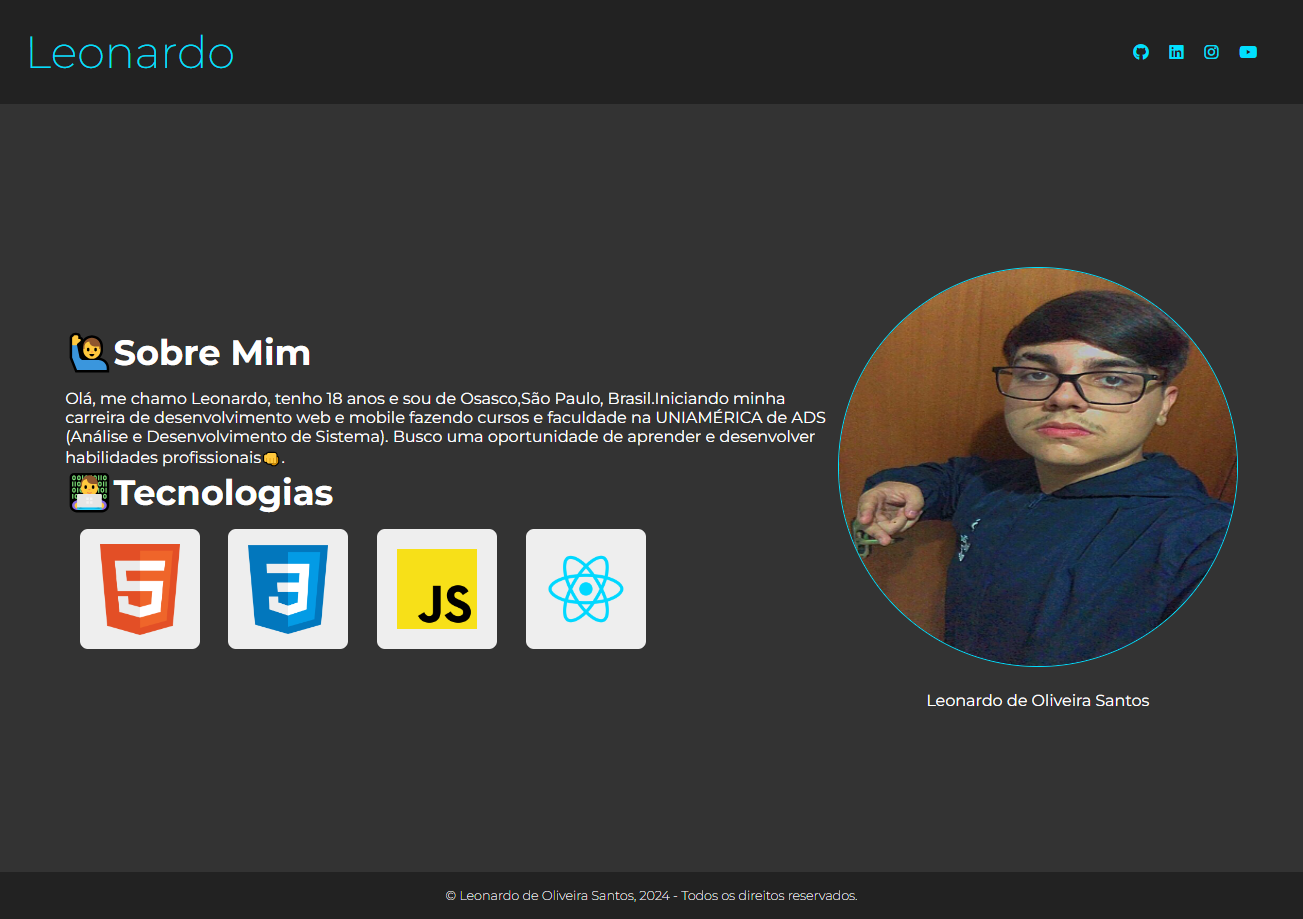 Leonardo
🙋‍♂️Sobre Mim
Olá, me chamo Leonardo, tenho 18 anos e sou de Osasco,São Paulo, Brasil.Iniciando minha
carreira de desenvolvimento web e mobile fazendo cursos e faculdade na UNIAMÉRICA de ADS
(Análise e Desenvolvimento de Sistema). Busco uma oportunidade de aprender e desenvolver
habilidades profissionais👊.
👨‍💻Tecnologias
5
3
JS
Leonardo de Oliveira Santos
© Leonardo de Oliveira Santos, 2024 - Todos os direitos reservados.